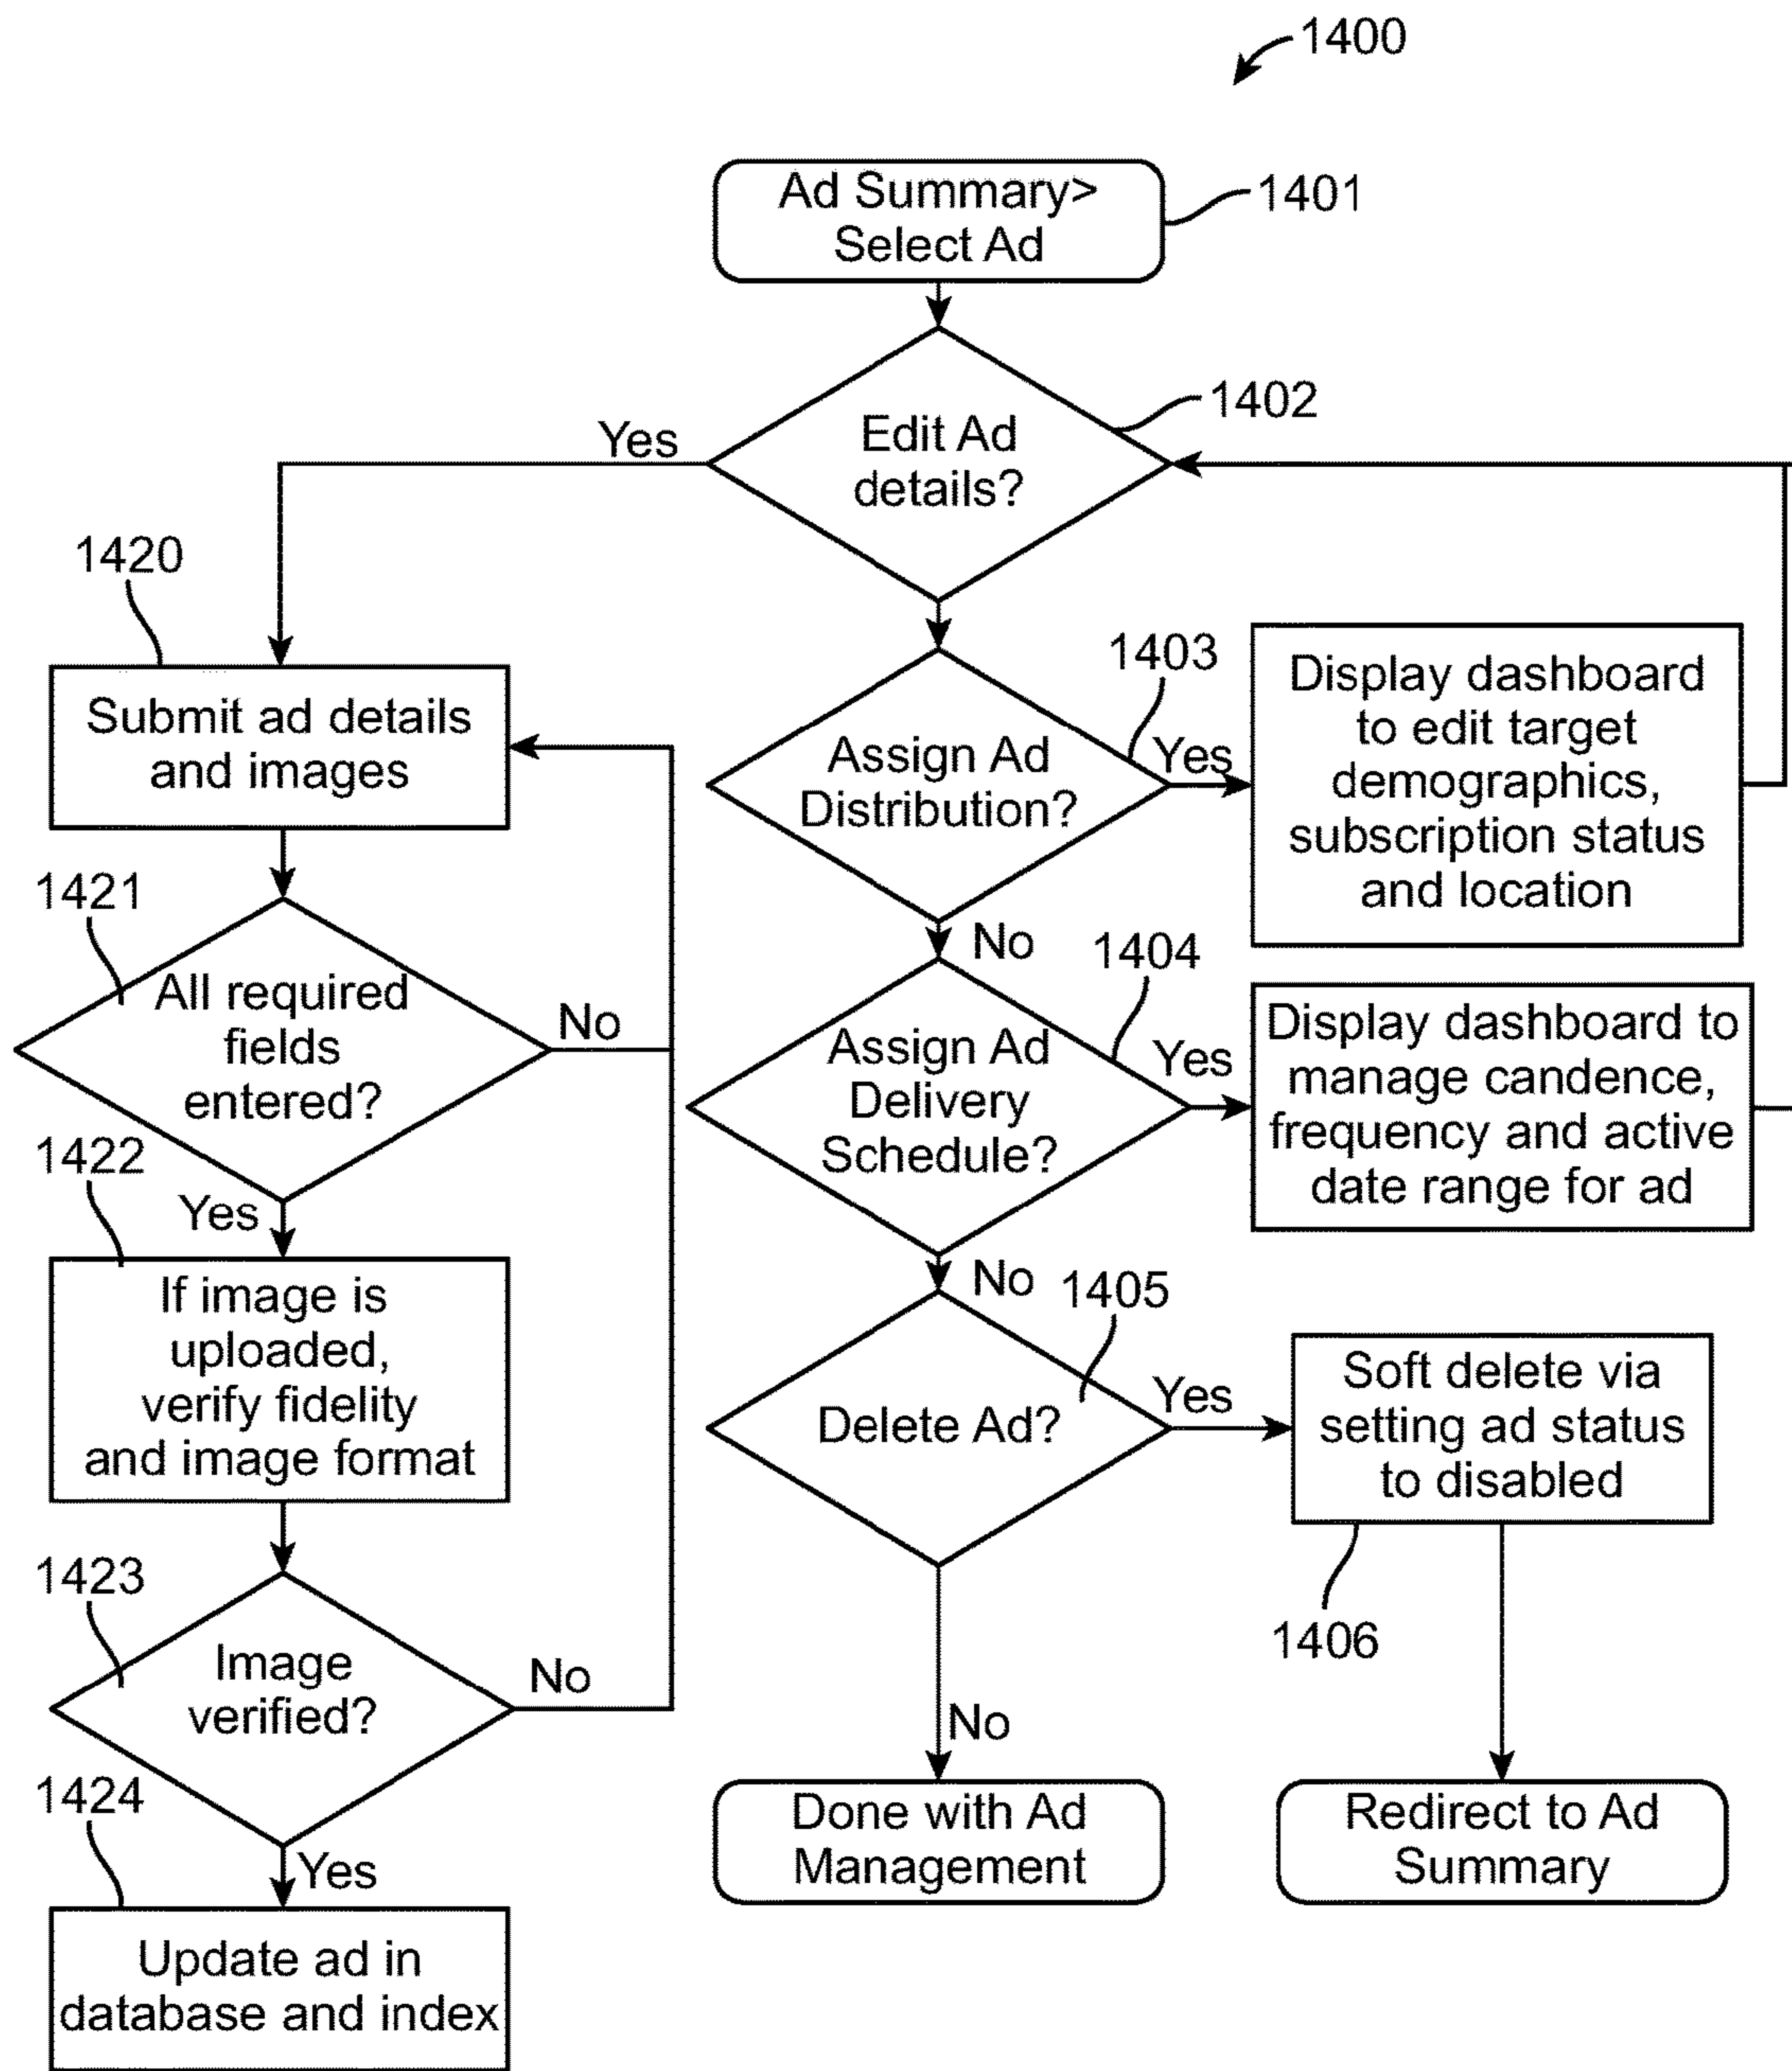 1400
Ad Summary>
Select Ad
1401
Edit Ad
details?
1402
Yes
1420
Submit ad details
and images
1421
All required
fields
entered?
No
1422
Yes
If image is
uploaded,
verify fidelity
and image format
1423
Image
verified?
No
1424
Yes
Update ad in
database and index
Assign Ad
Distribution?
1403
Yes
Display dashboard
to edit target
demographics,
subscription status
and location
No
Assign Ad
Delivery
Schedule?
1404
Yes
Display dashboard to
manage candence,
frequency and active
date range for ad
No
Delete Ad?
1405
Yes
Soft delete via
setting ad status
to disabled
1406
No
Done with Ad
Management
Redirect to Ad
Summary